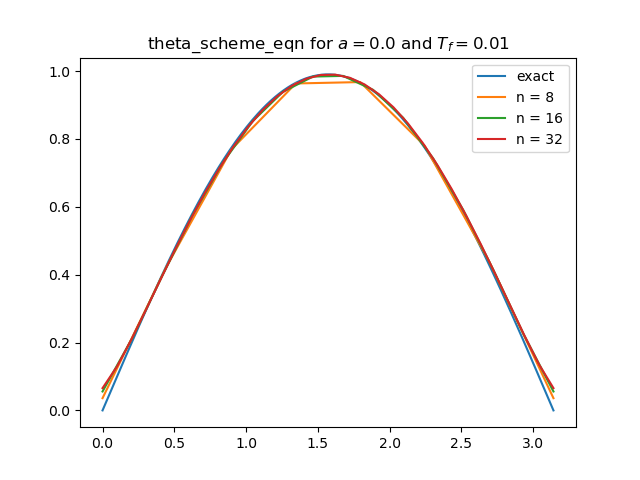 theta_scheme_eqn for a = 0.0 and T_f = 0.01
exact
n = 8
n = 16
n = 32
1.0
0.8
0.6
0.4
0.2
0.0
0.0 0.5 1.0 1.5 2.0 2.5 3.0